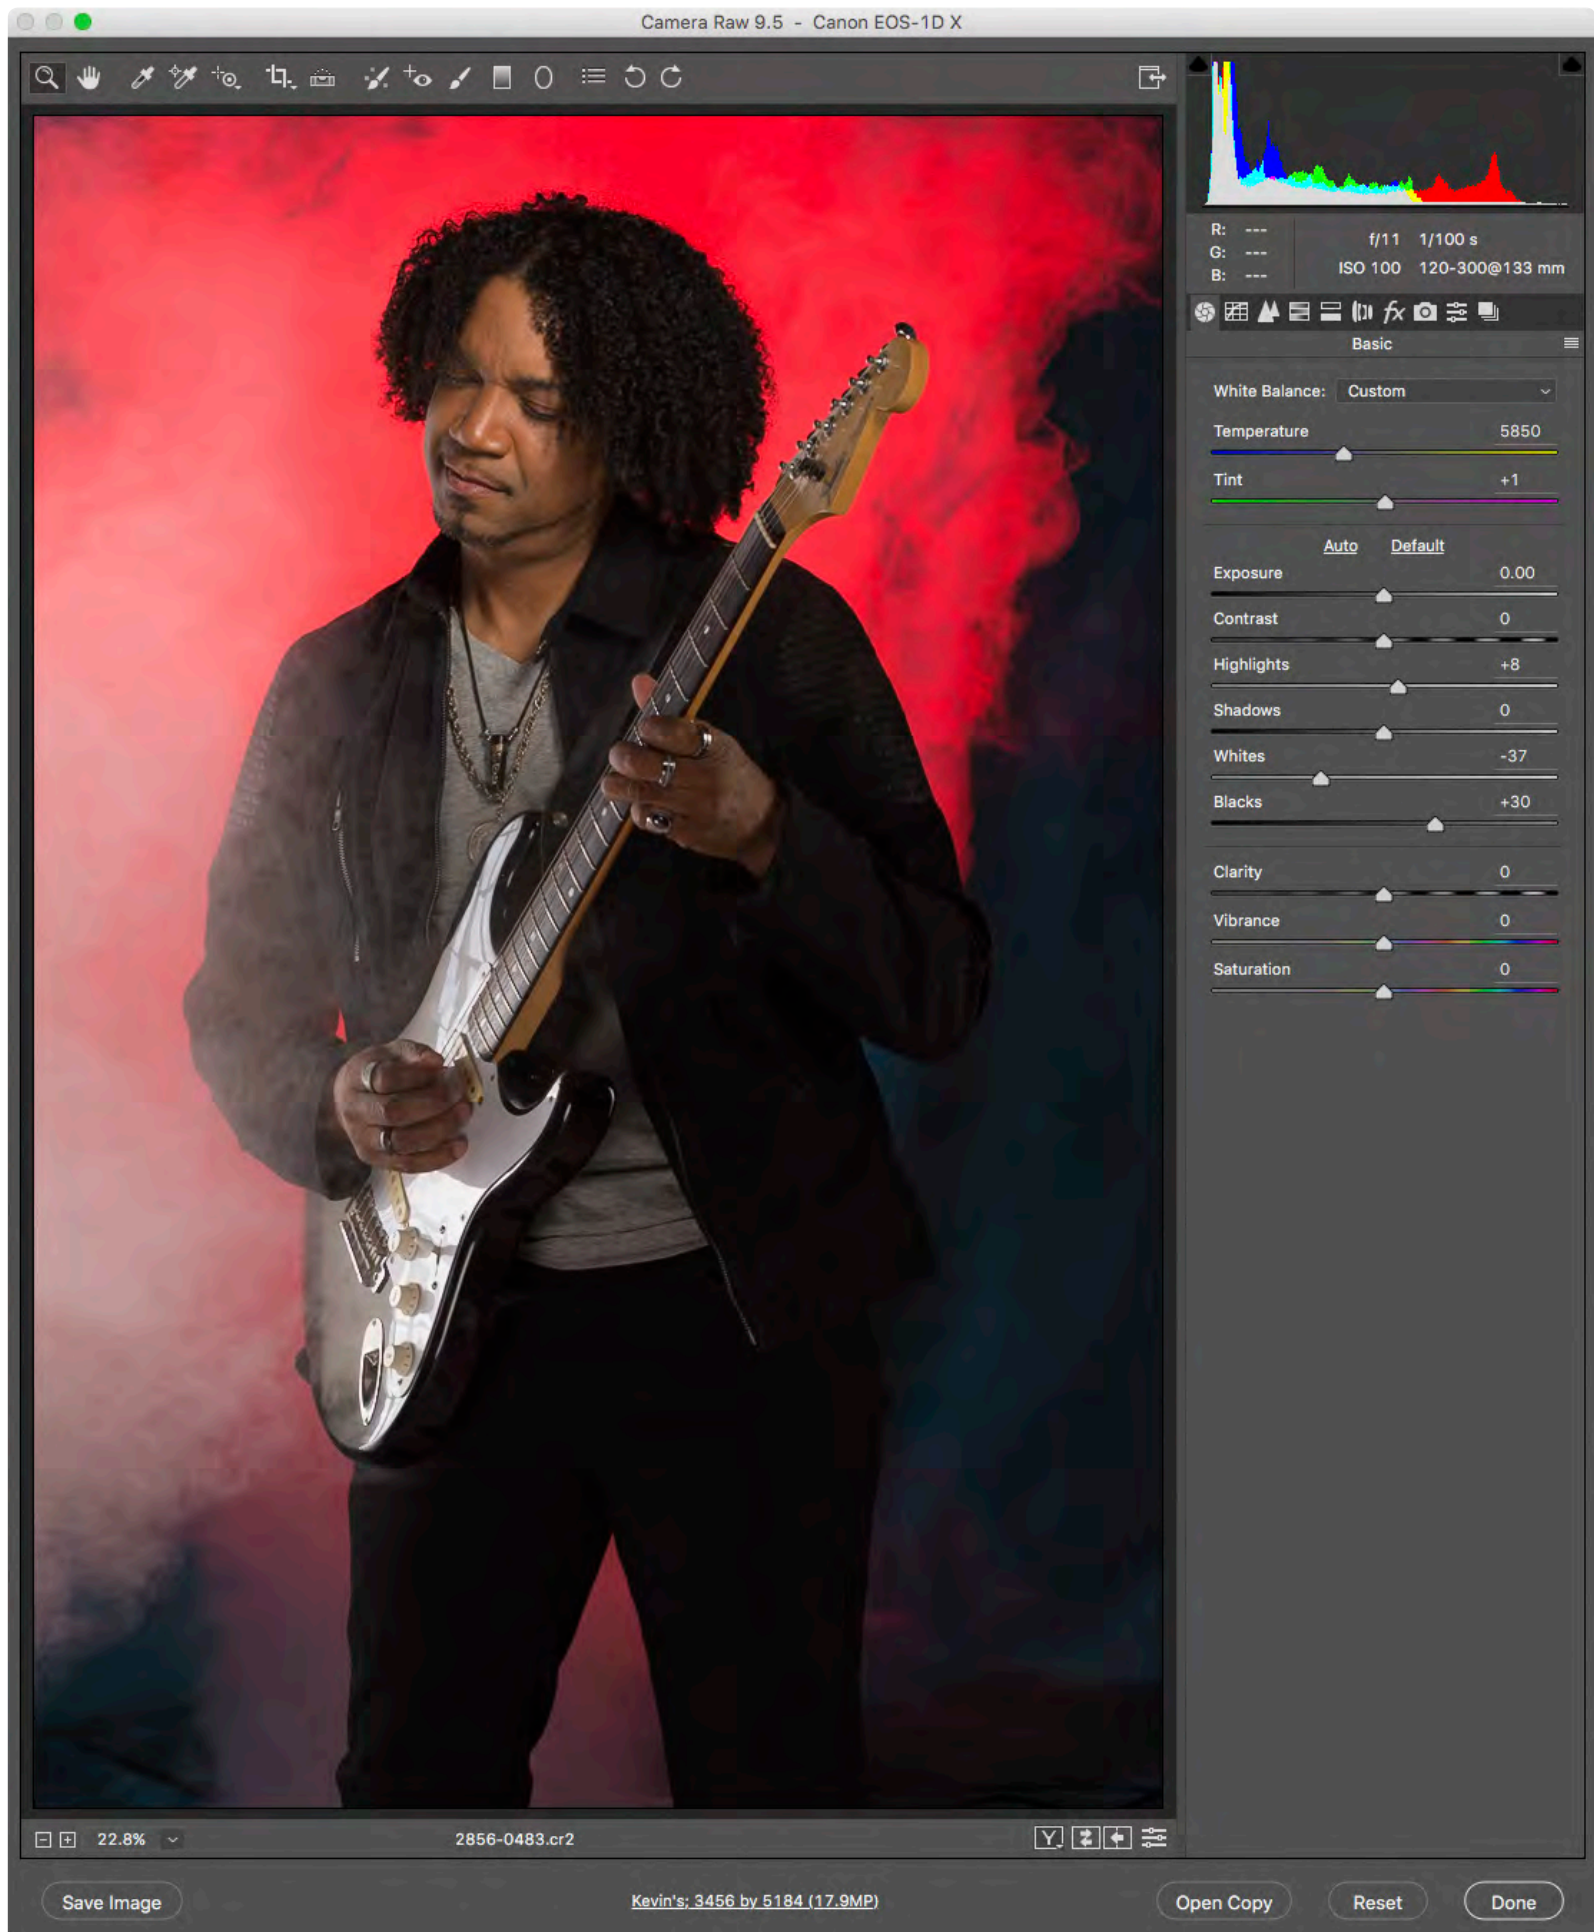 Camera Raw 9.5 - Canon EOS-1D X
R: ---
G: ---
B: ---
f/11 1/100 s
ISO 100 120-300@133 mm
fx
Basic
White Balance: Custom
Temperature 5850
Tint +1
Auto Default
Exposure 0.00
Contrast 0
Highlights +8
Shadows 0
Whites -37
Blacks +30
Clarity 0
Vibrance 0
Saturation 0
22.8%
2856-0483.cr2
Y
Save Image
Kevin's; 3456 by 5184 (17.9MP)
Open Copy
Reset
Done